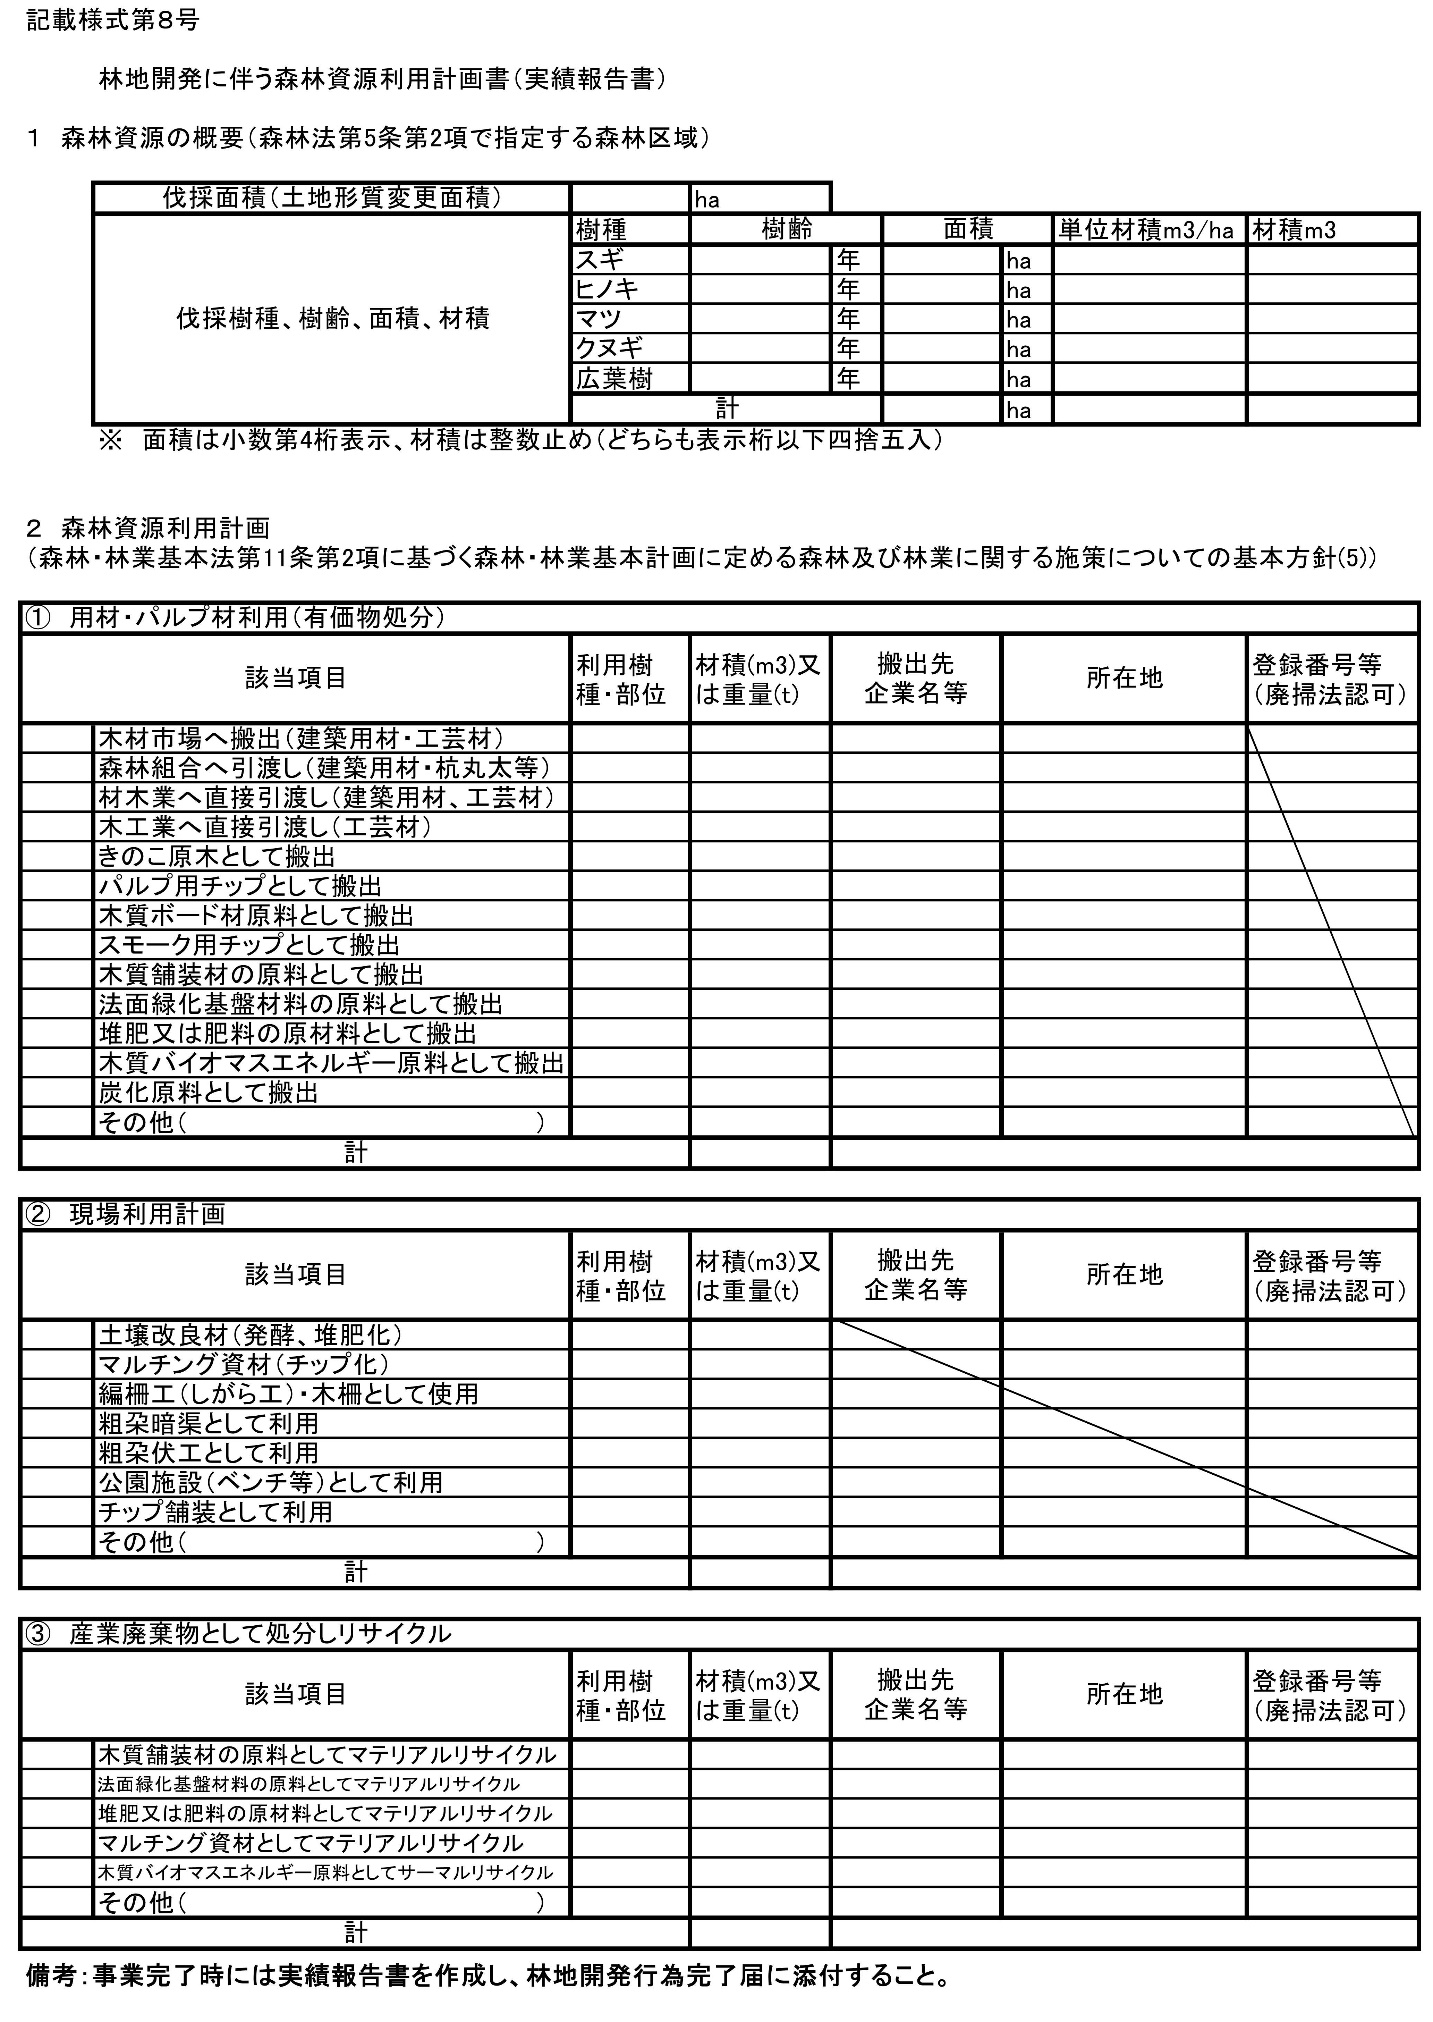 記載様式第８号
林地開発に伴う森林資源利用計画書（実績報告書）
１　森林資源の概要（森林法第5条第2項で指定する森林区域）
伐採面積（土地形質変更面積）　ha
樹種　樹齢　面積　単位材積m3/ha　材積m3
スギ　年　ha
ヒノキ　年　ha
伐採樹種、樹齢、面積、材積　マツ　年　ha
クヌギ　年　ha
広葉樹　年　ha
計　ha
※　面積は小数第4桁表示、材積は整数止め（どちらも表示桁以下四捨五入）
２　森林資源利用計画
（森林・林業基本法第11条第2項に基づく森林・林業基本計画に定める森林及び林業に関する施策についての基本方針(5)）
①　用材・パルプ材利用（有価物処分）
該当項目　利用樹種・部位　材積(m3)又は重量(t)　搬出先企業名等　所在地　登録番号等（廃掃法認可）
木材市場へ搬出（建築用材・工芸材）
森林組合へ引渡し（建築用材・杭丸太等）
材木業へ直接引渡し（建築用材、工芸材）
木工業へ直接引渡し（工芸材）
きのこ原木として搬出
パルプ用チップとして搬出
木質ボード材原料として搬出
スモーク用チップとして搬出
木質舗装材の原料として搬出
法面緑化基盤材料の原料として搬出
堆肥又は肥料の原材料として搬出
木質バイオマスエネルギー原料として搬出
炭化原料として搬出
その他（　　　　　　　　　　　　　　）
計
②　現場利用計画
該当項目　利用樹種・部位　材積(m3)又は重量(t)　搬出先企業名等　所在地　登録番号等（廃掃法認可）
土壌改良材（発酵、堆肥化）
マルチング資材（チップ化）
編柵工（しがら工）・木柵として使用
粗朶暗渠として利用
粗朶伏工として利用
公園施設（ベンチ等）として利用
チップ舗装として利用
その他（　　　　　　　　　　　　　　）
計
③　産業廃棄物として処分しリサイクル
該当項目　利用樹種・部位　材積(m3)又は重量(t)　搬出先企業名等　所在地　登録番号等（廃掃法認可）
木質舗装材の原料としてマテリアルリサイクル
法面緑化基盤材料の原料としてマテリアルリサイクル
堆肥又は肥料の原材料としてマテリアルリサイクル
マルチング資材としてマテリアルリサイクル
木質バイオマスエネルギー原料としてサーマルリサイクル
その他（　　　　　　　　　　　　　　）
計
備考：事業完了時には実績報告書を作成し、林地開発行為完了届に添付すること。